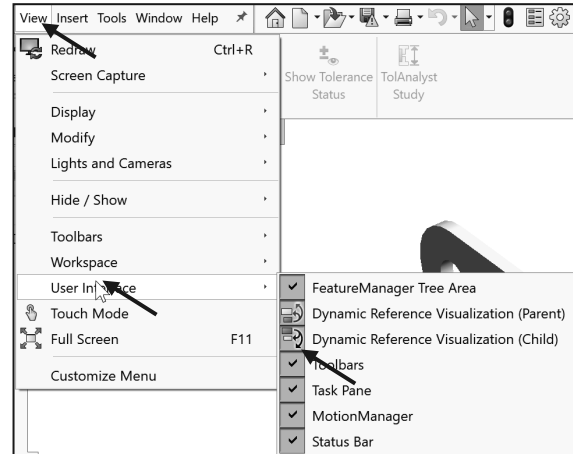 View Insert Tools Window Help
Redraw Ctrl+R
Screen Capture
Show Tolerance
Status
TolAnalyst
Study
Display
Modify
Lights and Cameras
Hide / Show
Toolbars
Workspace
User Interface
FeatureManager Tree Area
Touch Mode
Dynamic Reference Visualization (Parent)
Full Screen F11
Dynamic Reference Visualization (Child)
Toolbars
Customize Menu
Task Pane
MotionManager
Status Bar